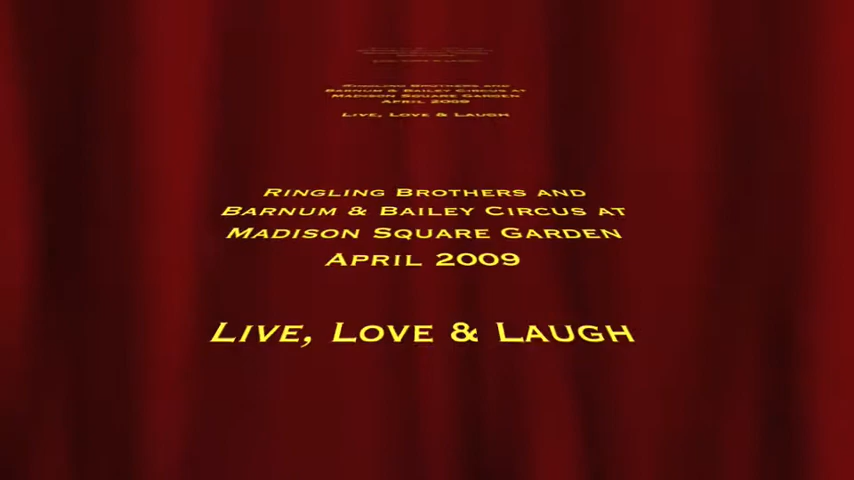 Ringling Brothers and
Barnum & Bailey Circus at
Madison Square Garden
April 2009
Live, Love & Laugh
Ringling Brothers and
Barnum & Bailey Circus at
Madison Square Garden
April 2009
Live, Love & Laugh